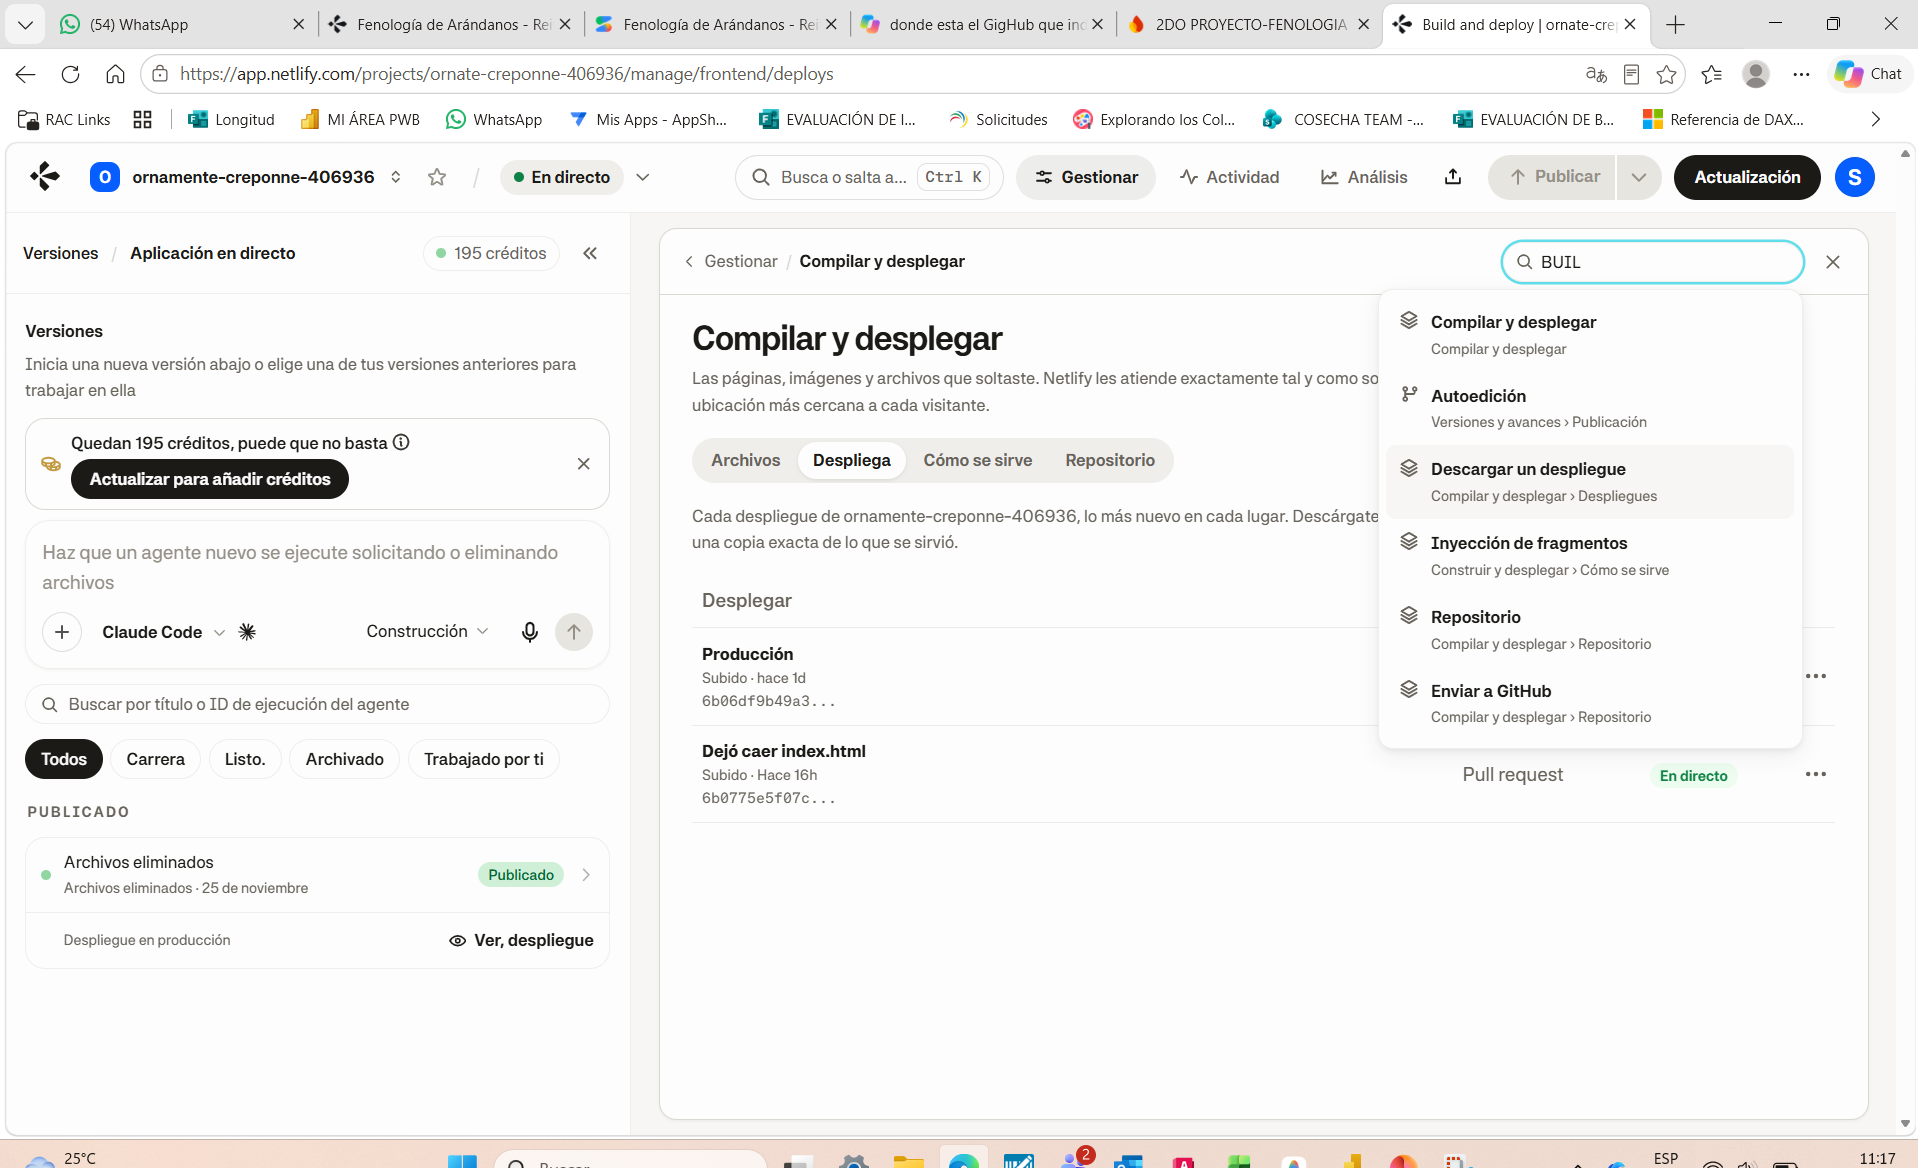 (54) WhatsApp
Fenología de Arándanos - Rei
Fenología de Arándanos - Rei
donde esta el GigHub que ind
2DO PROYECTO-FENOLOGIA
Build and deploy | ornate-crep
https://app.netlify.com/projects/ornate-creponne-406936/manage/frontend/deploys
Chat
RAC Links
Longitud
MI ÁREA PWB
WhatsApp
Mis Apps - AppSh...
EVALUACIÓN DE I...
Solicitudes
Explorando los Col...
COSECHA TEAM -...
EVALUACIÓN DE B...
Referencia de DAX...
O
ornamente-creponne-406936
/
En directo
Busca o salta a...
Ctrl K
Gestionar
Actividad
Análisis
Publicar
Actualización
S
Versiones / Aplicación en directo
195 créditos
Versiones
Inicia una nueva versión abajo o elige una de tus versiones anteriores para
trabajar en ella
Quedan 195 créditos, puede que no basta
Actualizar para añadir créditos
Haz que un agente nuevo se ejecute solicitando o eliminando
archivos
Claude Code
Construcción
Buscar por título o ID de ejecución del agente
Todos
Carrera
Listo.
Archivado
Trabajado por ti
PUBLICADO
Archivos eliminados
Archivos eliminados · 25 de noviembre
Publicado
Despliegue en producción
Ver, despliegue
Gestionar / Compilar y desplegar
BUIL
Compilar y desplegar
Las páginas, imágenes y archivos que soltaste. Netlify les atiende exactamente tal y como so
ubicación más cercana a cada visitante.
Archivos
Despliega
Cómo se sirve
Repositorio
Cada despliegue de ornamente-creponne-406936, lo más nuevo en cada lugar. Descárgate
una copia exacta de lo que se sirvió.
Desplegar
Producción
Subido · hace 1d
6b06df9b49a3...
Dejó caer index.html
Subido · Hace 16h
6b0775e5f07c...
Pull request
En directo
Compilar y desplegar
Compilar y desplegar
Autoedición
Versiones y avances › Publicación
Descargar un despliegue
Compilar y desplegar › Despliegues
Inyección de fragmentos
Construir y desplegar › Cómo se sirve
Repositorio
Compilar y desplegar › Repositorio
Enviar a GitHub
Compilar y desplegar › Repositorio
25°C
2
ESP
11:17